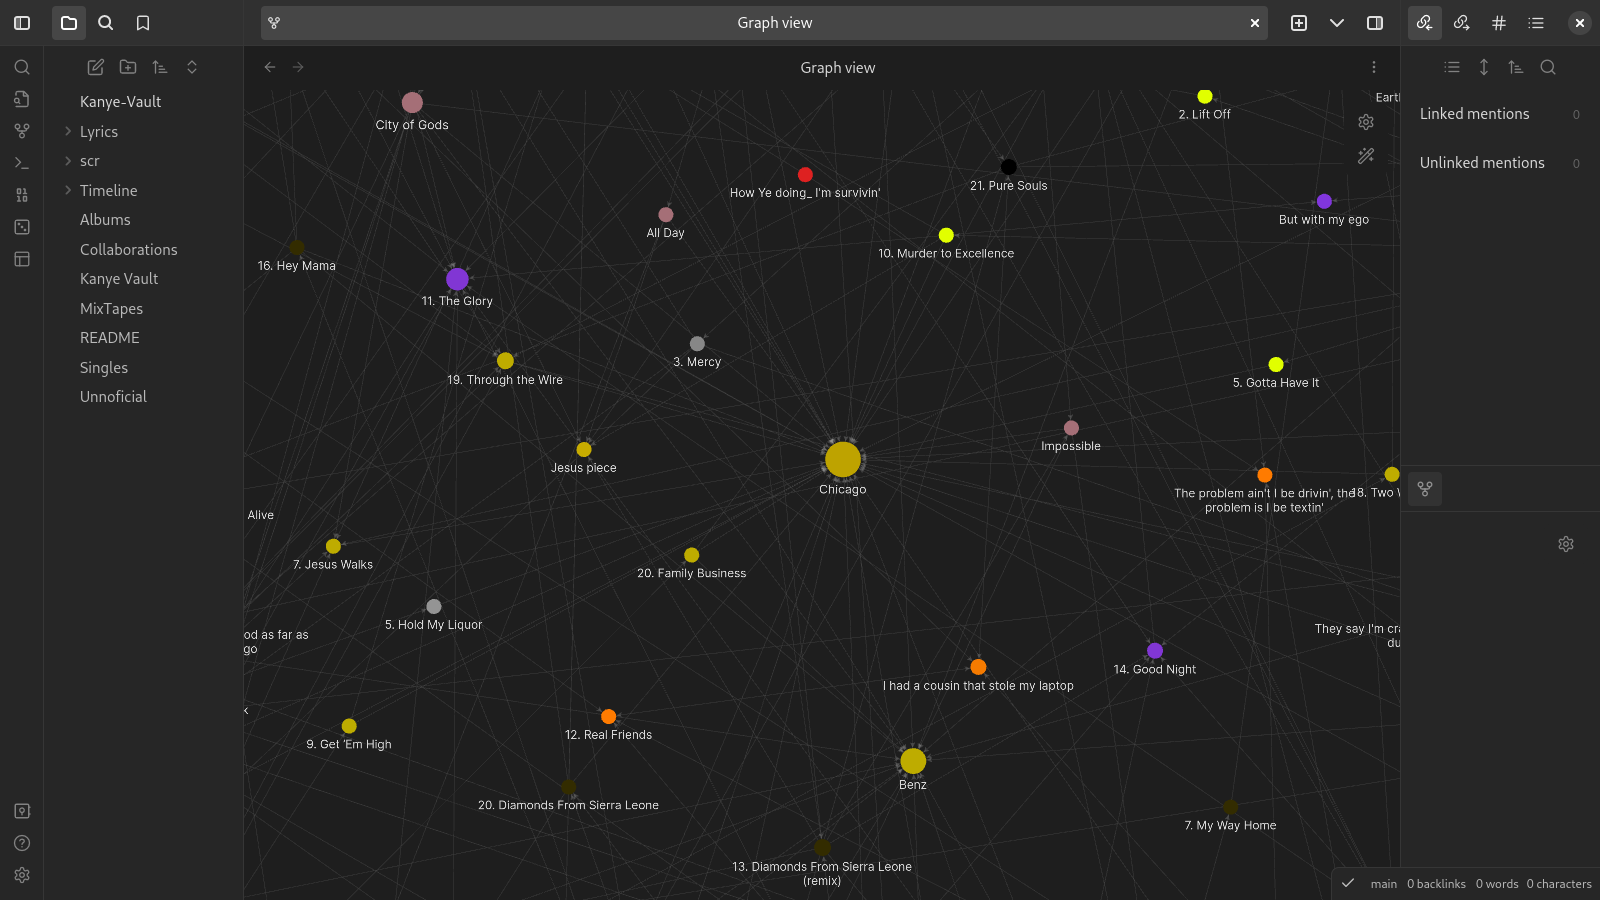 Graph view
Graph view
Kanye-Vault
Lyrics
scr
Timeline
Albums
Collaborations
Kanye Vault
MixTapes
README
Singles
Unnoficial
CIty of Gods
2. Lift Off
Eart
How Ye doing_ I'm survivin'
21. Pure Souls
All Day
But with my ego
10. Murder to Excellence
16. Hey Mama
11. The Glory
3. Mercy
19. Through the Wire
5. Gotta Have It
Impossible
Jesus piece
Chicago
The problem ain't I be drivin', the
problem is I be textin'
18. Two
Alive
7. Jesus Walks
20. Family Business
5. Hold My Liquor
od as far as
go
They say I'm cra
du
14. Good Night
I had a cousin that stole my laptop
k
9. Get 'Em High
12. Real Friends
Benz
20. Diamonds From Sierra Leone
7. My Way Home
13. Diamonds From Sierra Leone
(remix)
Linked mentions 0
Unlinked mentions 0
main 0 backlinks 0 words 0 characters